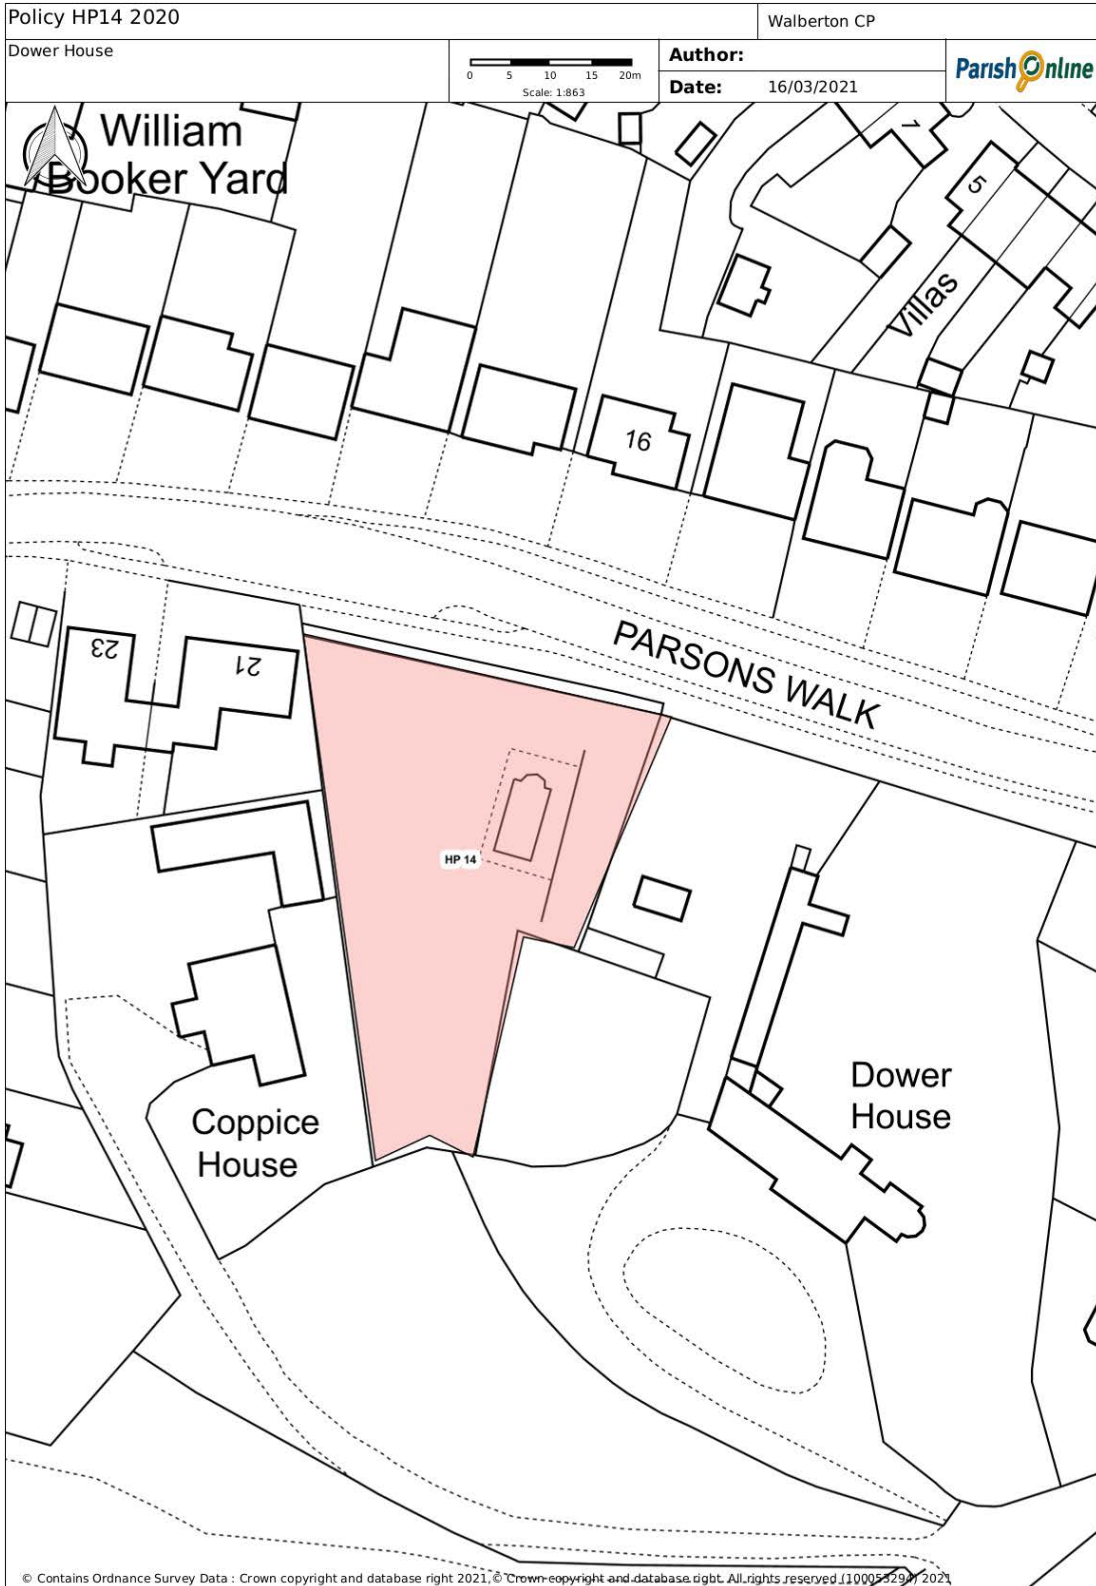 Policy HP14 2020
Walberton CP
Dower House
0 5 10 15 20m
Scale: 1:863
Author:
Date: 16/03/2021
Parish Online
William
Booker Yard
7
5
Villas
16
PARSONS WALK
23
21
HP 14
Coppice
House
Dower
House
© Contains Ordnance Survey Data : Crown copyright and database right 2021,© Crown copyright and database right. All rights reserved (100053294) 2021